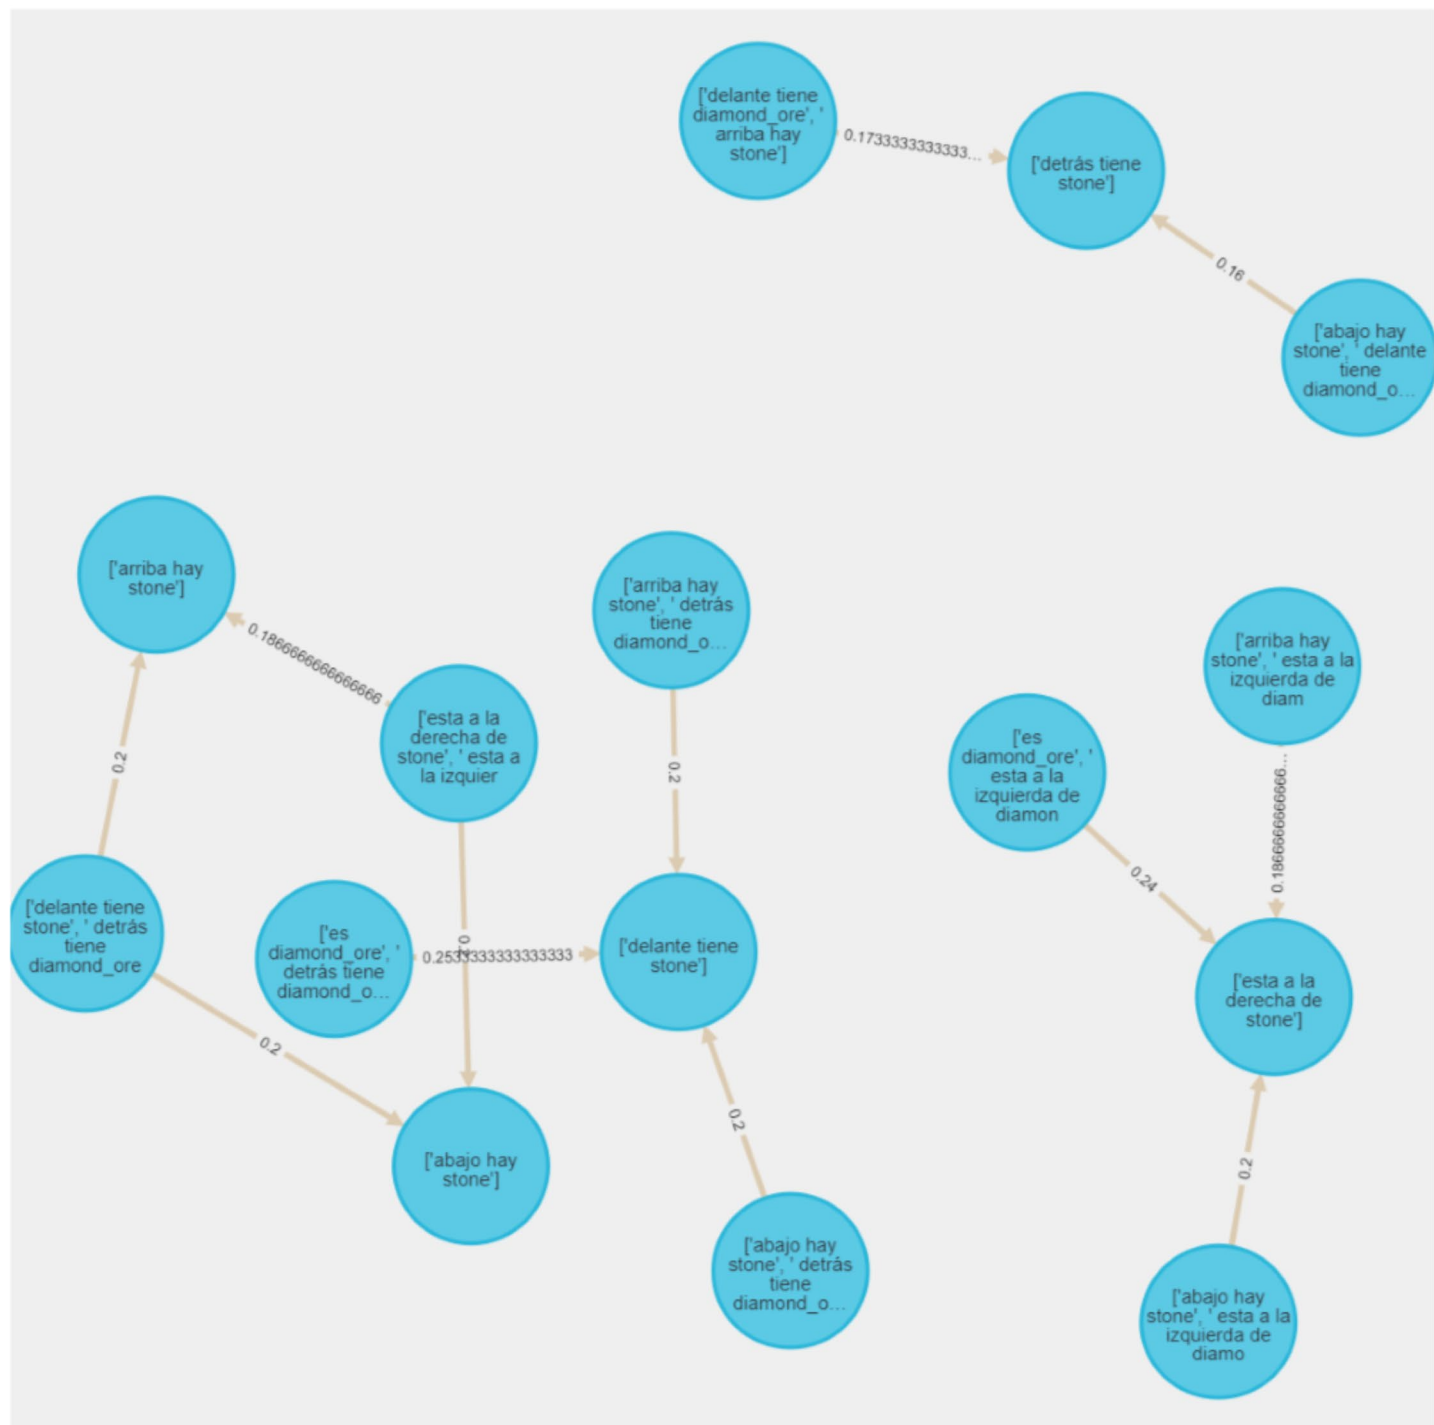 ['delante tiene
diamond_ore', '
arriba hay
stone']
0.1733333333333...
['detrás tiene
stone']
0.16
['abajo hay
stone', ' delante
tiene
diamond_o...
['arriba hay
stone']
0.1866666666666666
0.2
['esta a la
derecha de
stone', ' esta a
la izquier
['arriba hay
stone', ' detrás
tiene
diamond_o...
0.2
['arriba hay
stone', ' esta a la
izquierda de
diam
['es
diamond_ore', '
esta a la
izquierda de
diamon
0.18666666666666...
0.24
['delante tiene
stone', ' detrás
tiene
diamond_ore
['es
diamond_ore', '
detrás tiene
diamond_o...
0.2
0.2533333333333333
['delante tiene
stone']
['esta a la
derecha de
stone']
0.2
['abajo hay
stone']
0.2
0.2
['abajo hay
stone', ' detrás
tiene
diamond_o...
['abajo hay
stone', ' esta a la
izquierda de
diamo